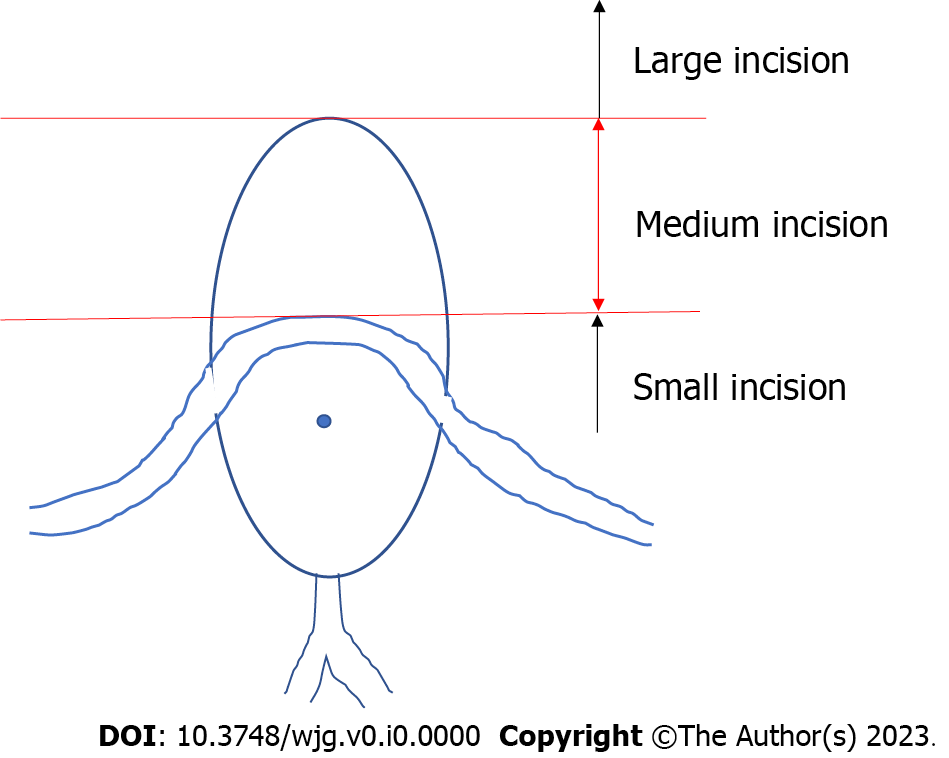 Large incision
Medium incision
Small incision
DOI: 10.3748/wjg.v0.i0.0000 Copyright ©The Author(s) 2023.